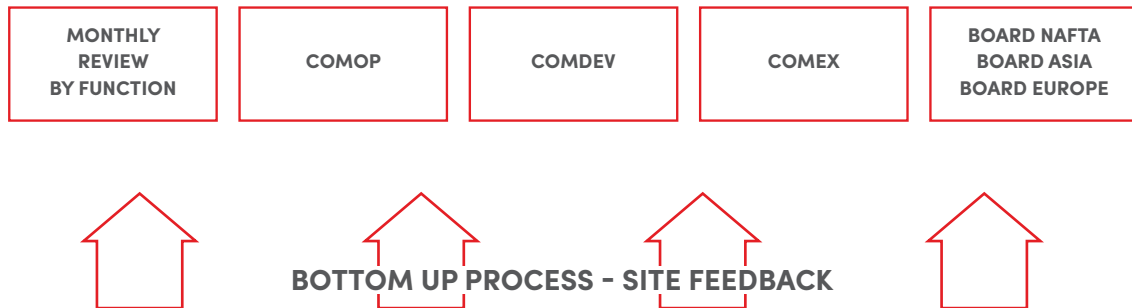 MONTHLY
REVIEW
BY FUNCTION
COMOP
COMDEV
COMEX
BOARD NAFTA
BOARD ASIA
BOARD EUROPE
BOTTOM UP PROCESS - SITE FEEDBACK